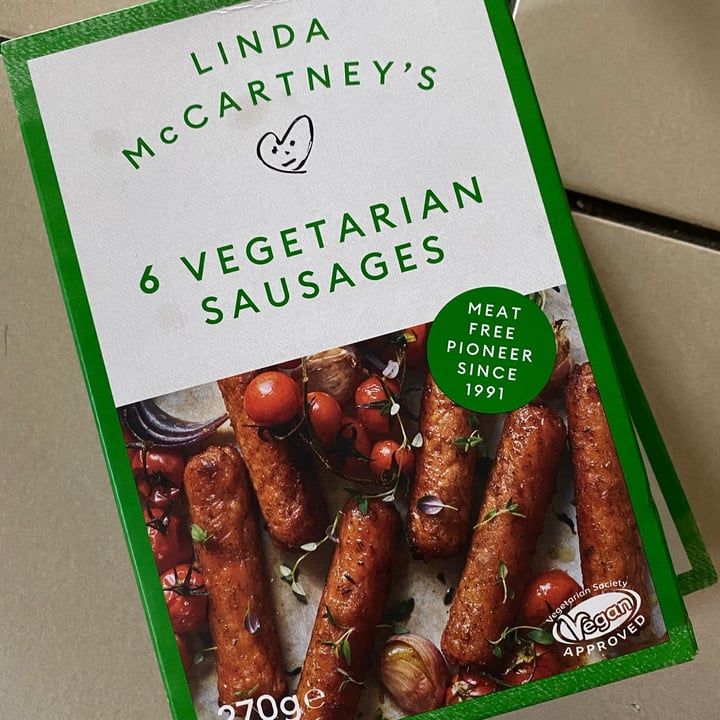 LINDA
McCARTNEY'S
6 VEGETARIAN
SAUSAGES
MEAT
FREE
PIONEER
SINCE
1991
Vegetarian Society
Vegan
APPROVED
270g℮